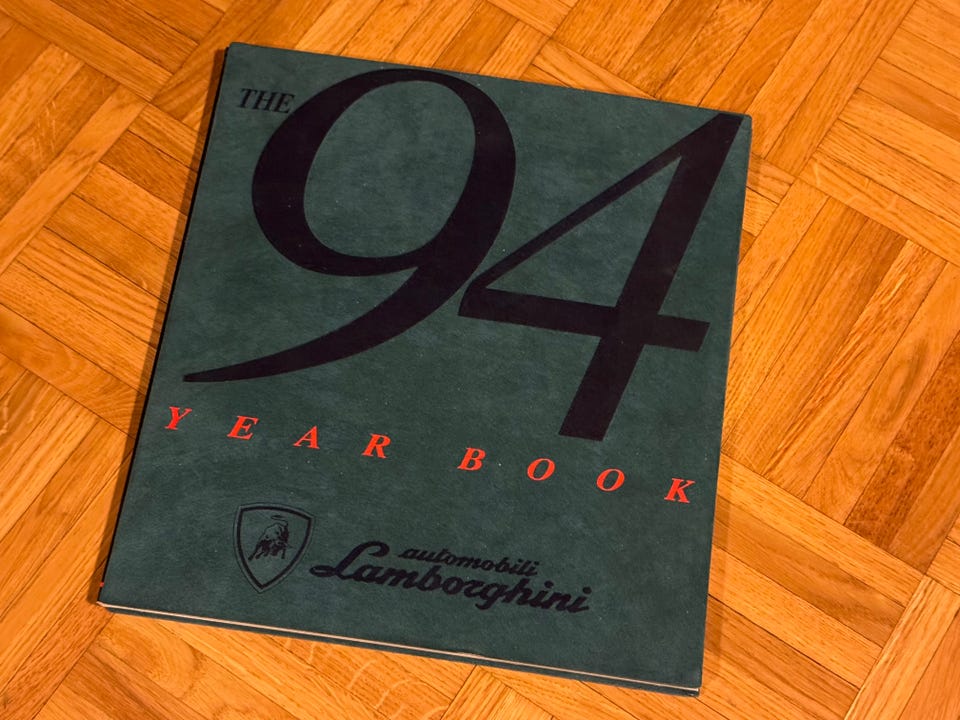 THE
94
YEAR BOOK
automobili
Lamborghini